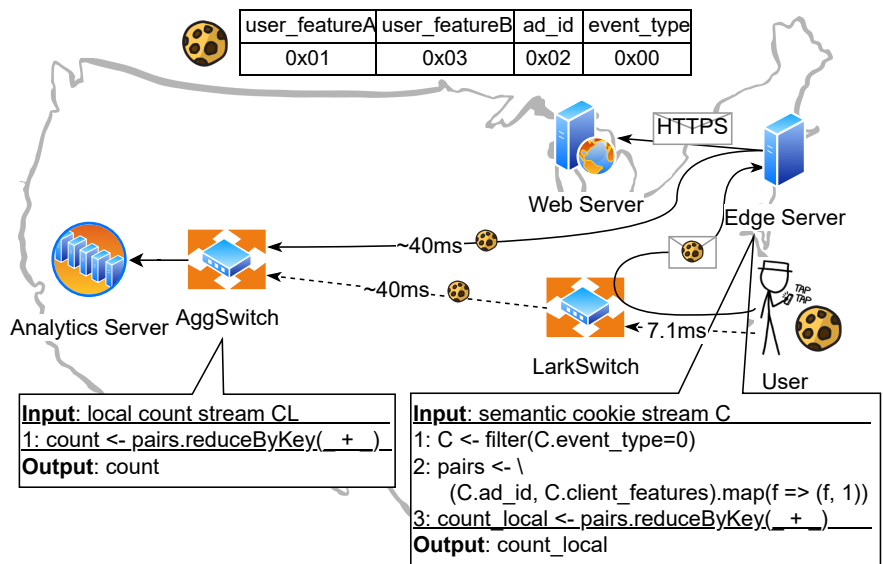 user_featureA user_featureB ad_id event_type
0x01 0x03 0x02 0x00
HTTPS
Web Server
Edge Server
~40ms
TAP
TAP
~40ms
Analytics Server
AggSwitch
7.1ms
LarkSwitch
User
Input: local count stream CL
1: count <- pairs.reduceByKey(_ + _)
Output: count
Input: semantic cookie stream C
1: C <- filter(C.event_type=0)
2: pairs <- \
(C.ad_id, C.client_features).map(f => (f, 1))
3: count_local <- pairs.reduceByKey(_ + _)
Output: count_local